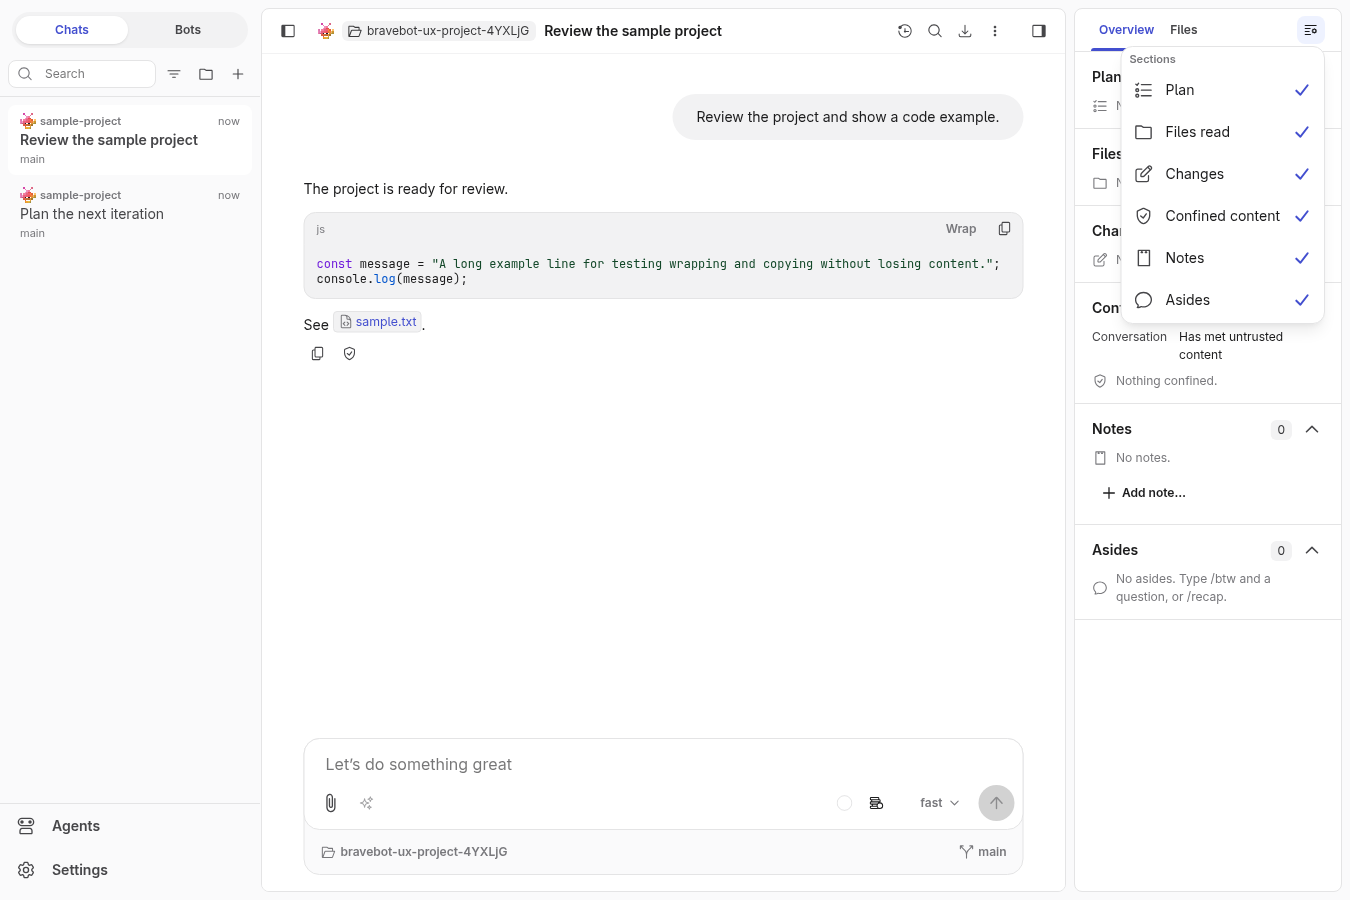 Chats
Bots
Search
sample-project
now
Review the sample project
main
sample-project
now
Plan the next iteration
main
Agents
Settings
bravebot-ux-project-4YXLjG
Review the sample project
Review the project and show a code example.
The project is ready for review.
js
Wrap
const message = "A long example line for testing wrapping and copying without losing content.";
console.log(message);
See sample.txt.
Let's do something great
fast
bravebot-ux-project-4YXLjG
main
Overview
Files
Sections
Plan
Files read
Changes
Confined content
Notes
Asides
Plan
Files
Conversation
Has met untrusted
content
Nothing confined.
Notes
0
No notes.
Add note...
Asides
0
No asides. Type /btw and a
question, or /recap.